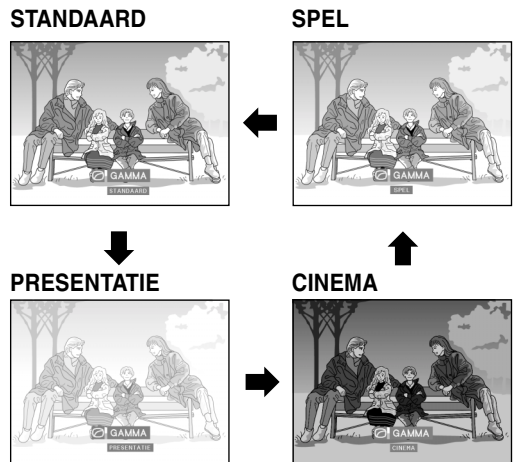 STANDAARD
GAMMA
STANDAARD
SPEL
GAMMA
SPEL
PRESENTATIE
GAMMA
PRESENTATIE
CINEMA
GAMMA
CINEMA